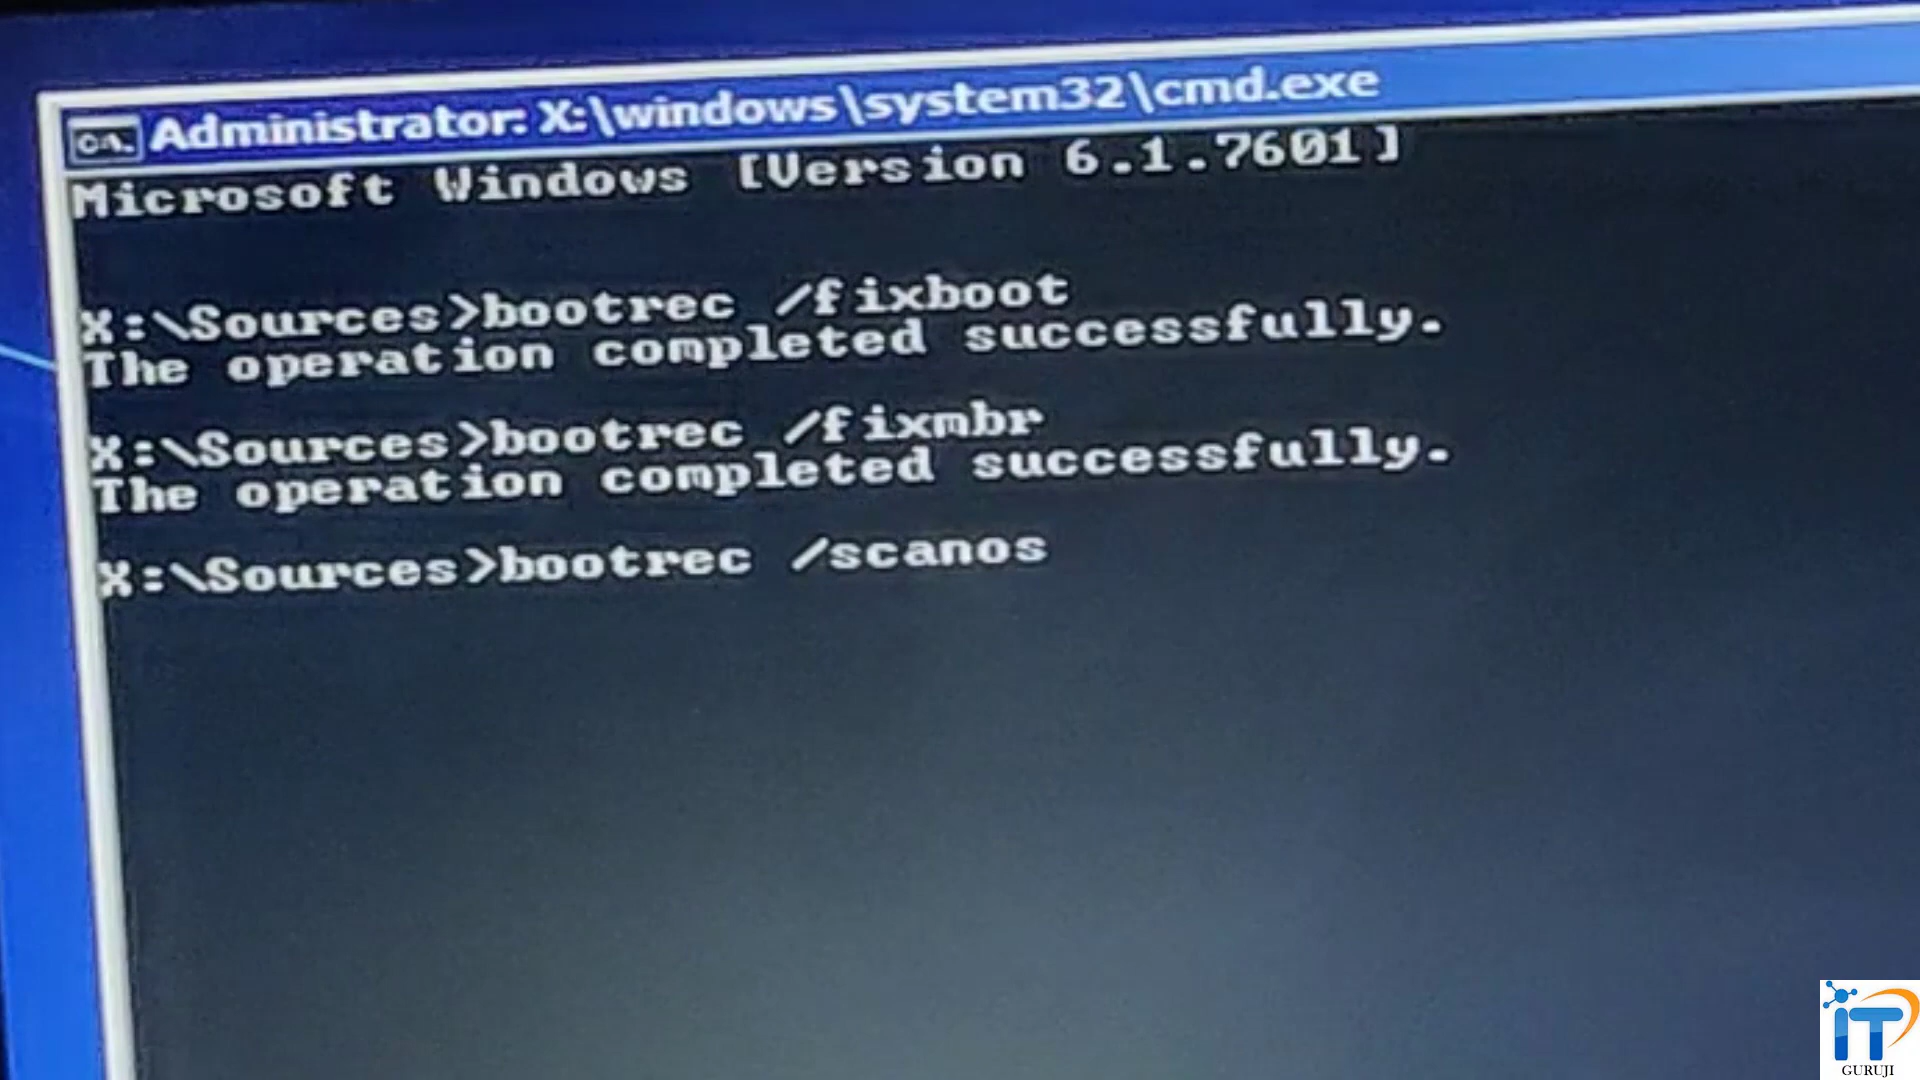 C:\. Administrator: X:\windows\system32\cmd.exe
Microsoft Windows [Version 6.1.7601]
X:\Sources>bootrec /fixboot
The operation completed successfully.
X:\Sources>bootrec /fixmbr
The operation completed successfully.
X:\Sources>bootrec /scanos
iT
GURUJI